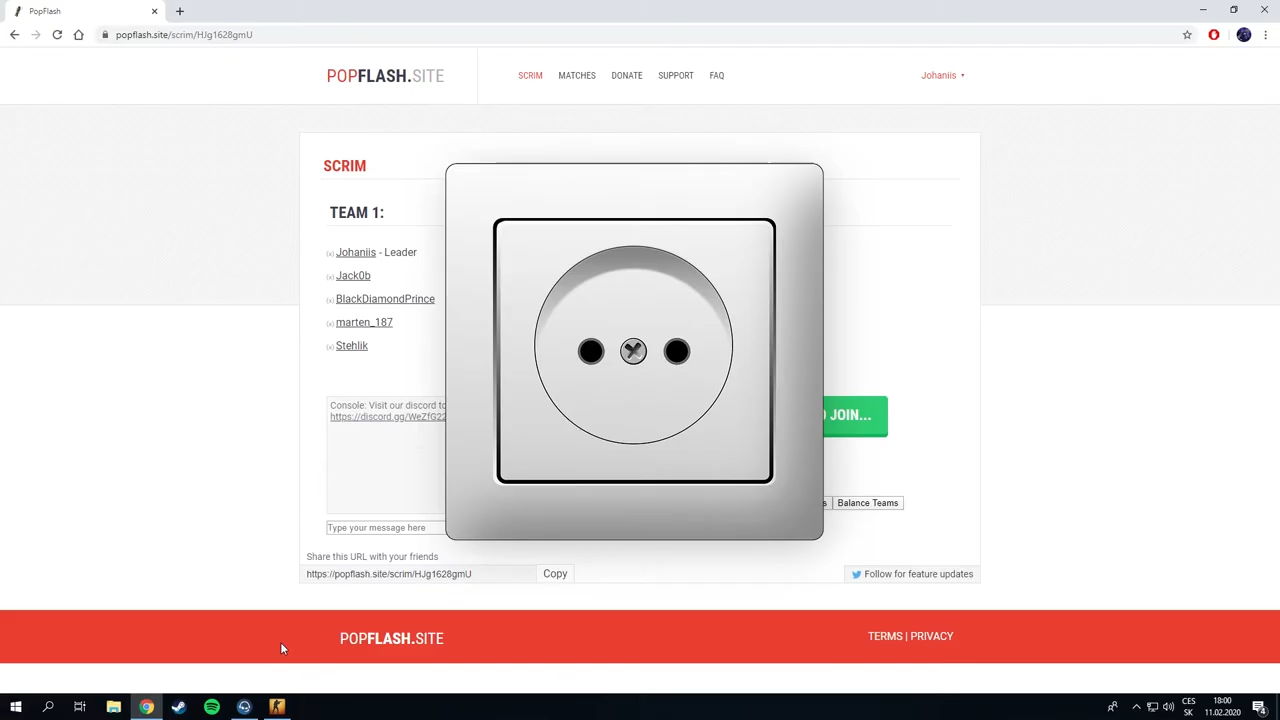 PopFlash
popflash.site/scrim/HJg1628gmU
POPFLASH.SITE
SCRIM MATCHES DONATE SUPPORT FAQ
Johaniis
SCRIM
TEAM 1:
(x) Johaniis - Leader
(x) Jack0b
(x) BlackDiamondPrince
(x) marten_187
(x) Stehlik
Console: Visit our discord to
https://discord.gg/WeZfG22
JOIN...
s Balance Teams
Type your message here
Share this URL with your friends
https://popflash.site/scrim/HJg1628gmU Copy
Follow for feature updates
POPFLASH.SITE
TERMS | PRIVACY
CES 18:00
SK 11.02.2020
4